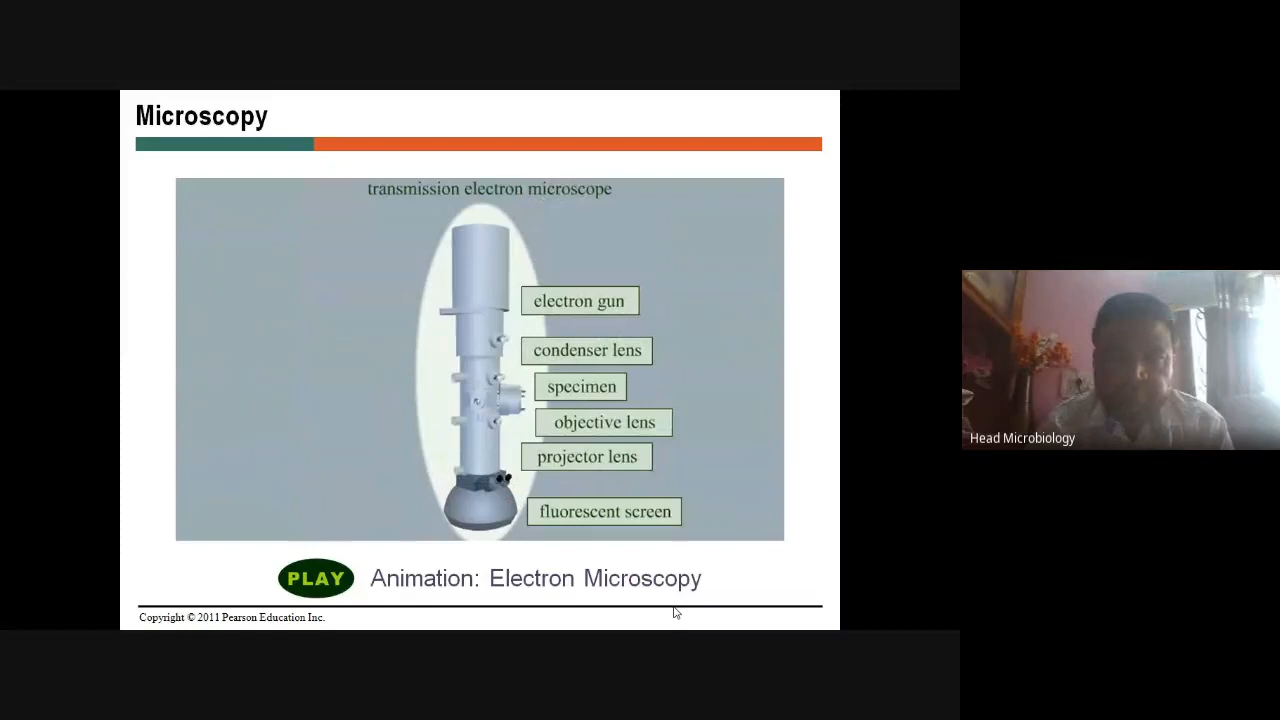 Microscopy
transmission electron microscope
electron gun
condenser lens
specimen
objective lens
projector lens
fluorescent screen
PLAY
Animation: Electron Microscopy
Copyright © 2011 Pearson Education Inc.
Head Microbiology